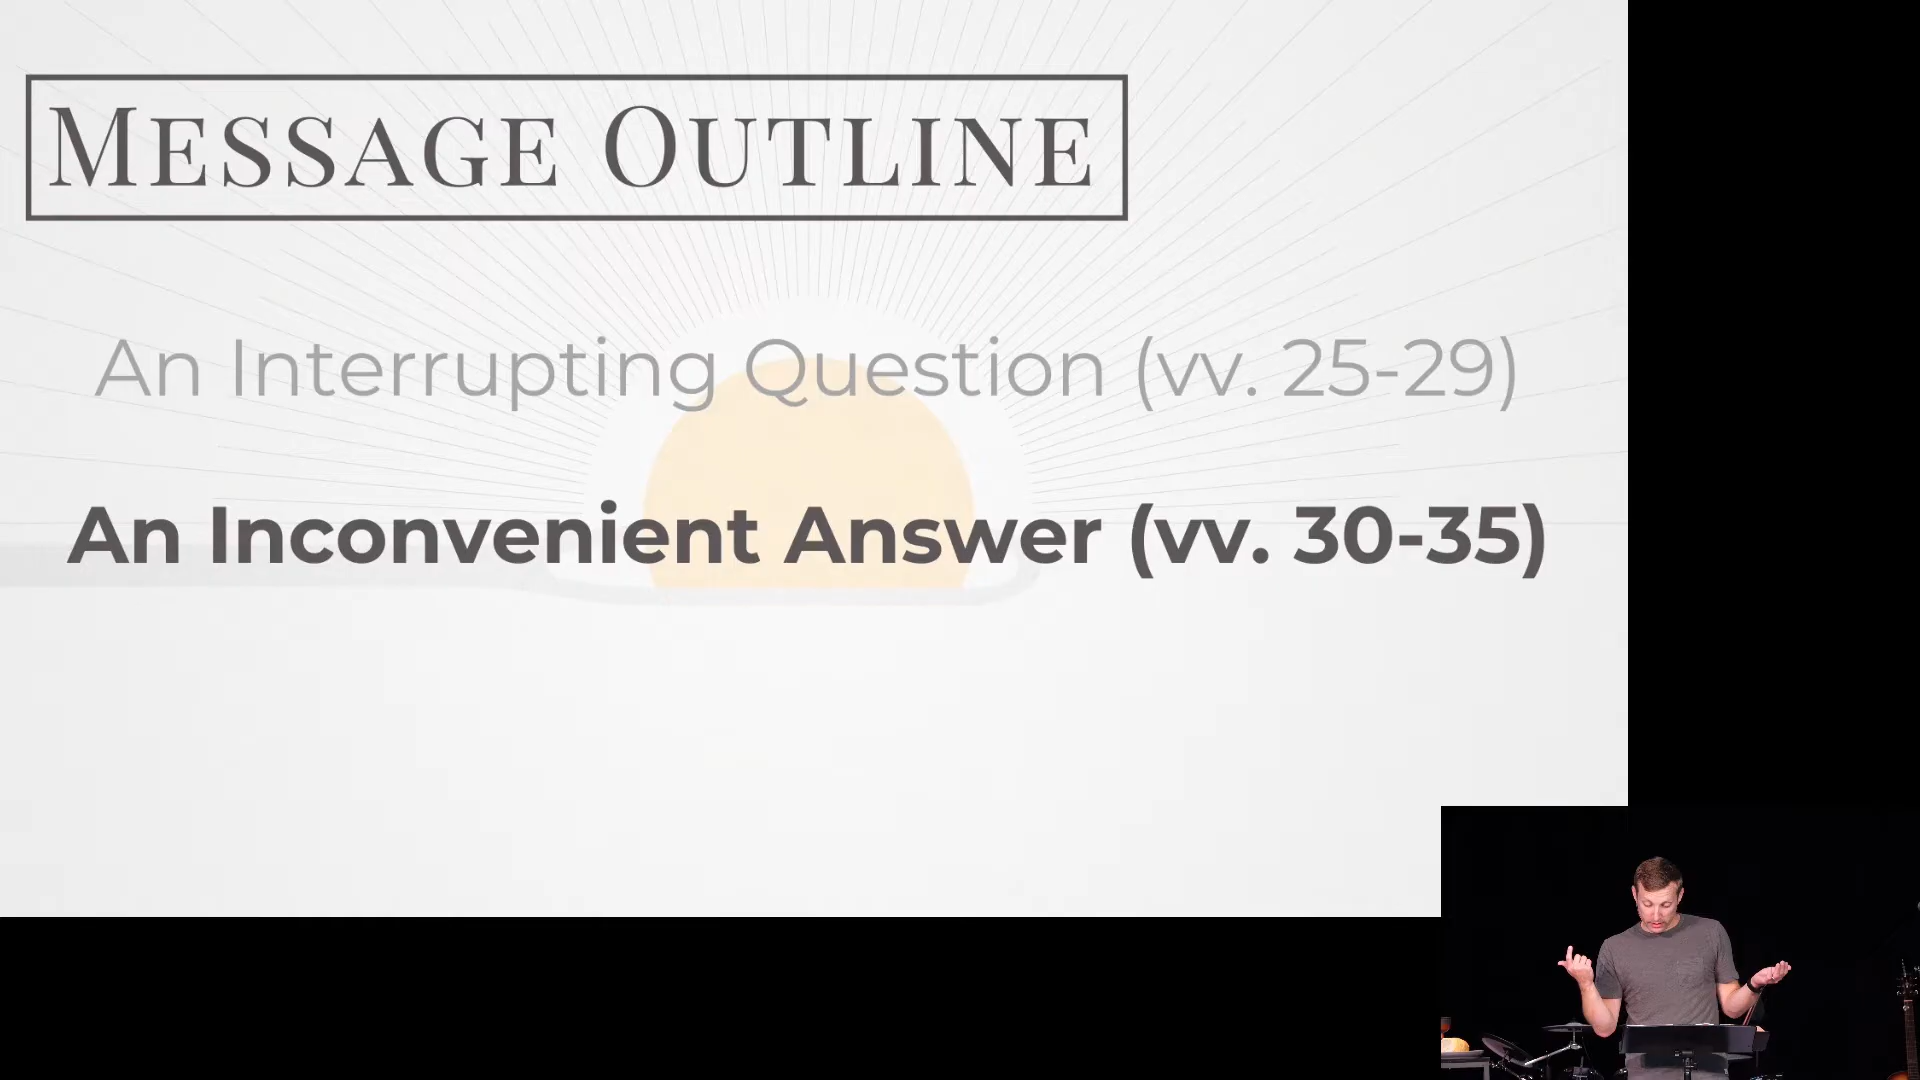 MESSAGE OUTLINE
An Interrupting Question (vv. 25-29)
An Inconvenient Answer (vv. 30-35)